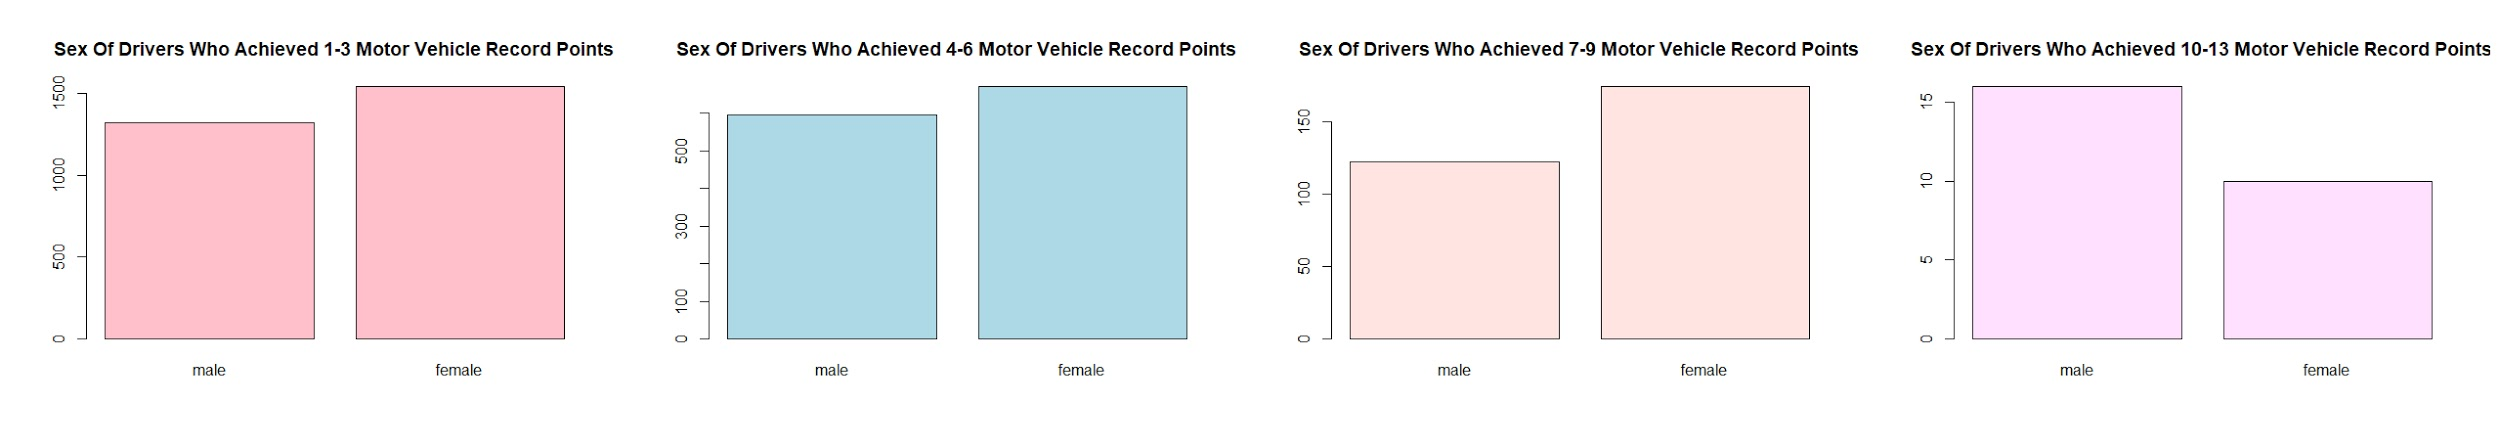 Sex Of Drivers Who Achieved 1-3 Motor Vehicle Record Points
1500
1000
500
0
male female
Sex Of Drivers Who Achieved 4-6 Motor Vehicle Record Points
500
300
100
0
male female
Sex Of Drivers Who Achieved 7-9 Motor Vehicle Record Points
150
100
50
0
male female
Sex Of Drivers Who Achieved 10-13 Motor Vehicle Record Points
15
10
5
0
male female